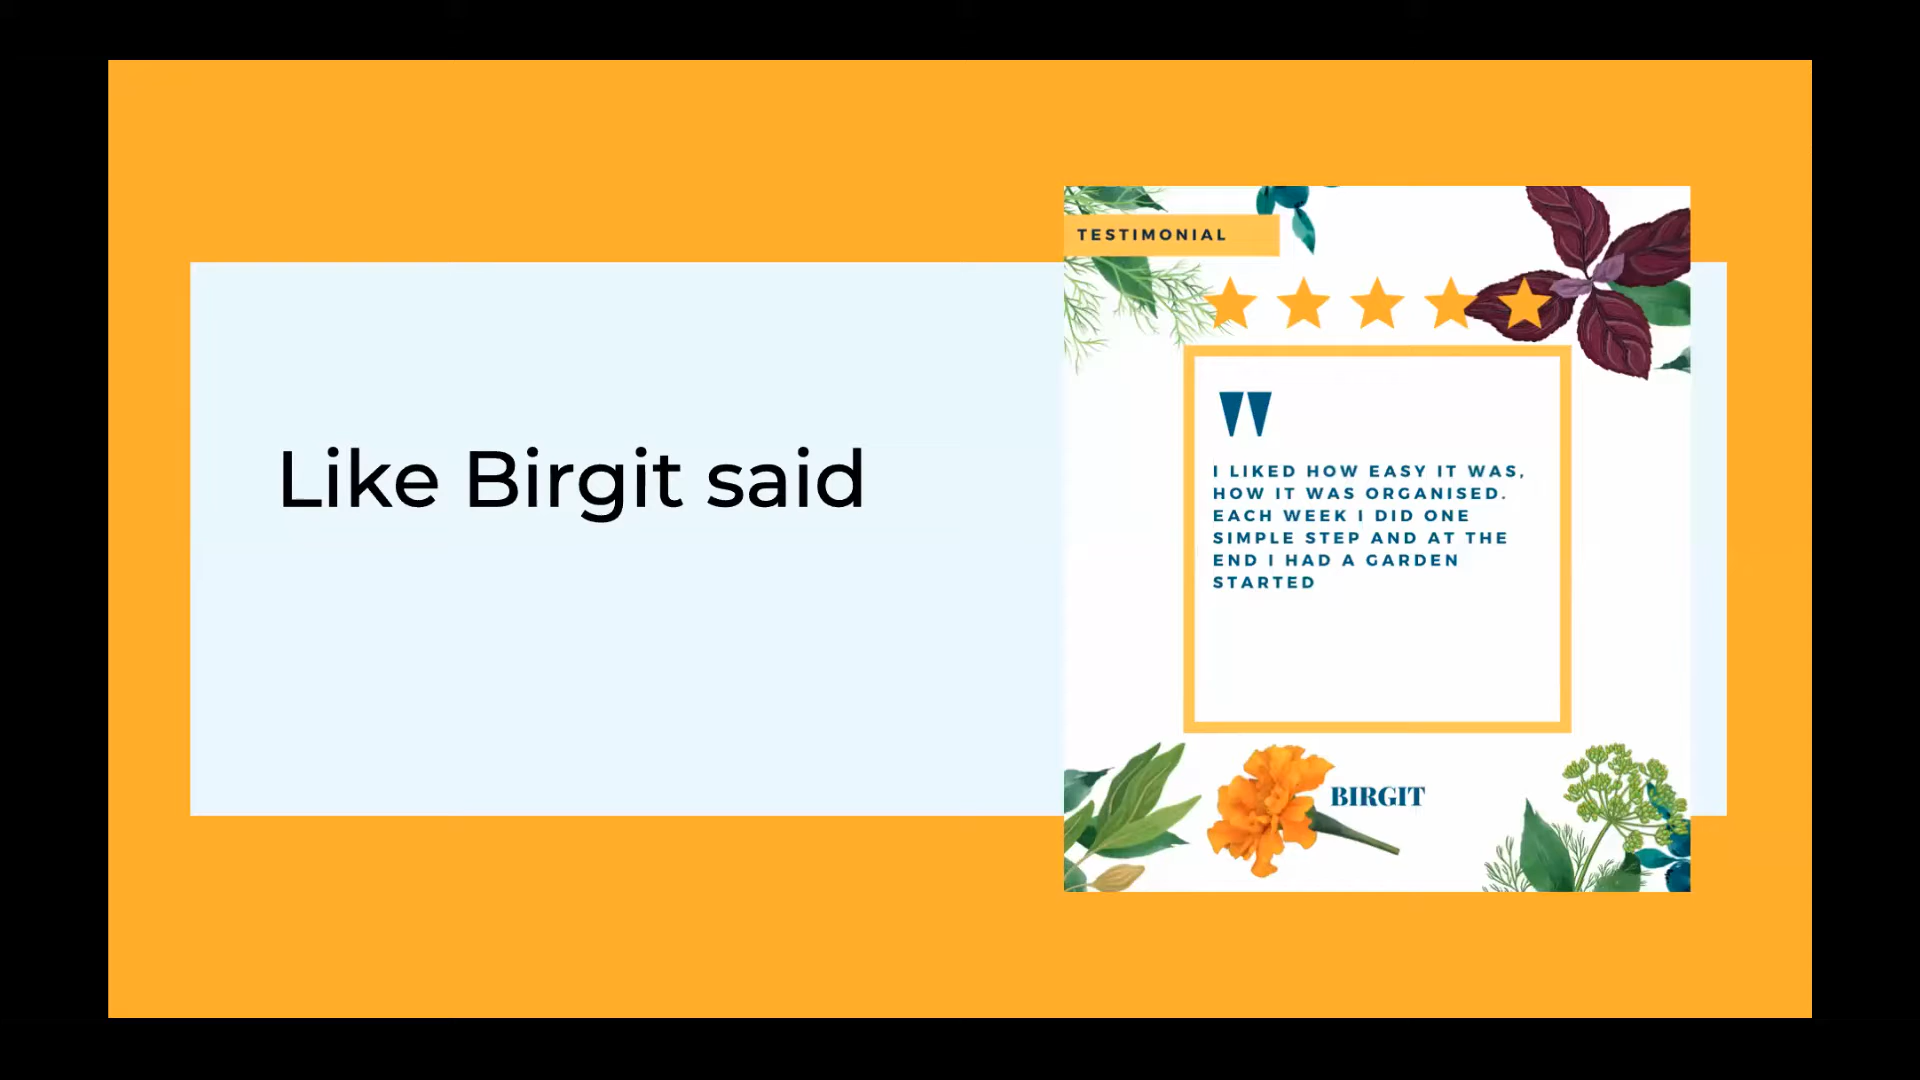 Like Birgit said
TESTIMONIAL
"
I LIKED HOW EASY IT WAS,
HOW IT WAS ORGANISED.
EACH WEEK I DID ONE
SIMPLE STEP AND AT THE
END I HAD A GARDEN
STARTED
BIRGIT